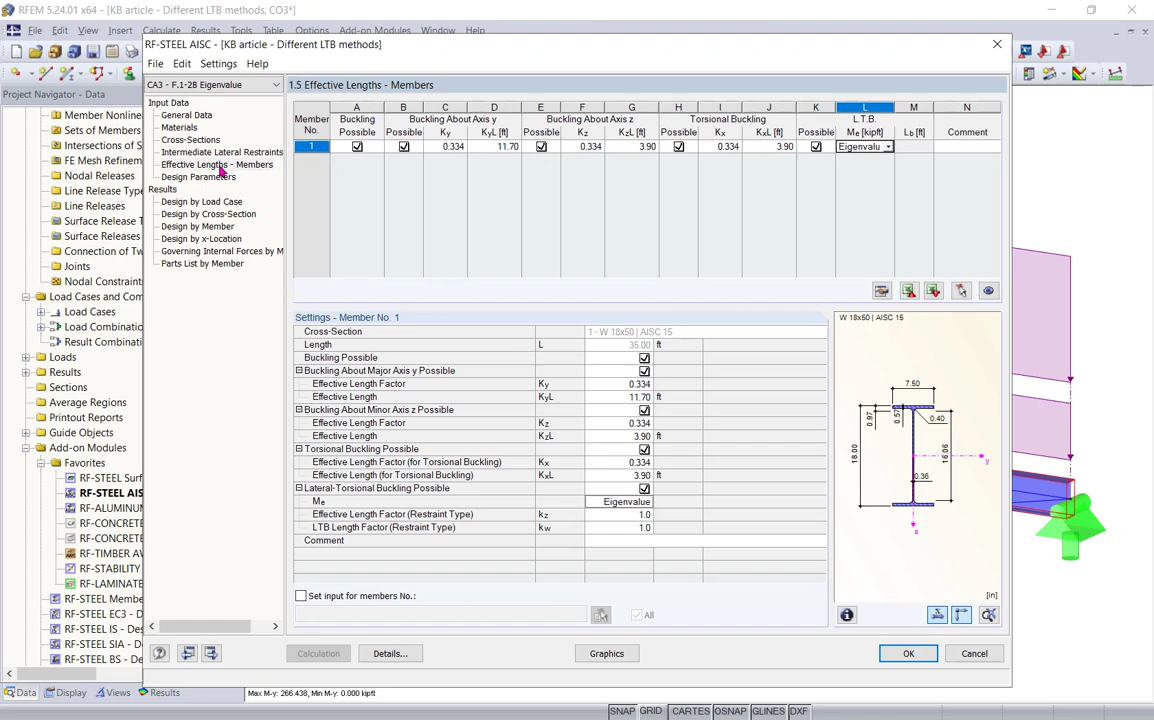 RFEM 5.24.01 x64 - [KB article - Different LTB methods, CO3*]
File Edit View Insert Calculate Results Tools Table Options Add-on Modules Window Help
RF-STEEL AISC - [KB article - Different LTB methods]
File Edit Settings Help
Project Navigator - Data
Member Nonlin
Sets of Members
Intersections of S
FE Mesh Refinem
Nodal Releases
Line Release Type
Line Releases
Surface Release T
Surface Releases
Connection of Tw
Joints
Nodal Constraints
Load Cases and Com
Load Cases
Load Combination
Result Combinati
Loads
Results
Sections
Average Regions
Printout Reports
Guide Objects
Add-on Modules
Favorites
RF-STEEL Surf
RF-STEEL AIS
RF-ALUMINUM
RF-CONCRETE
RF-CONCRETE
RF-CONCRETE
RF-TIMBER AW
RF-STABILITY
RF-LAMINATE
RF-STEEL Membe
RF-STEEL EC3 - D
RF-STEEL IS - Des
RF-STEEL SIA - D
RF-STEEL BS - Des
Data Display Views Results
CA3 - F.1-2B Eigenvalue
Input Data
General Data
Materials
Cross-Sections
Intermediate Lateral Restraints
Effective Lengths - Members
Design Parameters
Results
Design by Load Case
Design by Cross-Section
Design by Member
Design by x-Location
Governing Internal Forces by M
Parts List by Member
1.5 Effective Lengths - Members
A B C D E F G H I J K L M N
Member No. Buckling Possible Buckling About Axis y Buckling About Axis z Torsional Buckling L.T.B.
Possible Ky KyL [ft] Possible Kz KzL [ft] Possible Kx KxL [ft] Possible Me [kipft] Lb [ft] Comment
1 0.334 11.70 0.334 3.90 0.334 3.90 Eigenvalu
Settings - Member No. 1
Cross-Section 1 - W 18x50 | AISC 15
Length L 35.00 ft
Buckling Possible
Buckling About Major Axis y Possible
Effective Length Factor Ky 0.334
Effective Length KyL 11.70 ft
Buckling About Minor Axis z Possible
Effective Length Factor Kz 0.334
Effective Length KzL 3.90 ft
Torsional Buckling Possible
Effective Length Factor (for Torsional Buckling) Kx 0.334
Effective Length (for Torsional Buckling) KxL 3.90 ft
Lateral-Torsional Buckling Possible
Me Eigenvalue
Effective Length Factor (Restraint Type) kz 1.0
LTB Length Factor (Restraint Type) kw 1.0
Comment
Set input for members No.:
All
W 18x50 | AISC 15
7.50
0.97
0.57
0.40
18.00
16.06
0.36
y
z
[in]
Calculation Details... Graphics OK Cancel
Max M-y: 266.438, Min M-y: 0.000 kipft
SNAP GRID CARTES OSNAP GLINES DXF